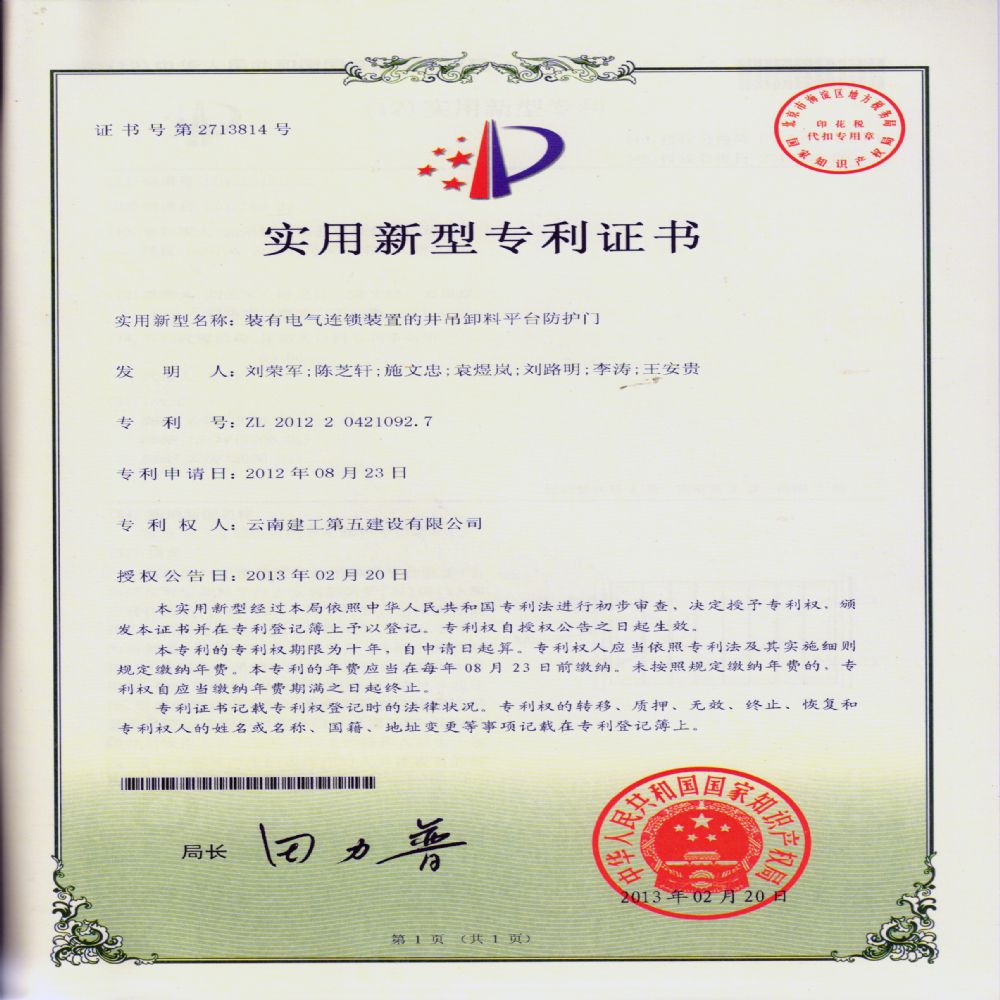 证书号第2713814号
北京市海淀区地方税务局
印花税
代扣专用章
国家知识产权局
实用新型专利证书
实用新型名称：装有电气连锁装置的井吊卸料平台防护门
发 明 人：刘荣军;陈芝轩;施文忠;袁煜岚;刘路明;李涛;王安贵
专 利 号：ZL 2012 2 0421092.7
专利申请日：2012年08月23日
专 利 权 人：云南建工第五建设有限公司
授权公告日：2013年02月20日
本实用新型经过本局依照中华人民共和国专利法进行初步审查，决定授予专利权，颁
发本证书并在专利登记簿上予以登记。专利权自授权公告之日起生效。
本专利的专利权期限为十年，自申请日起算。专利权人应当依照专利法及其实施细则
规定缴纳年费。本专利的年费应当在每年08月23日前缴纳。未按照规定缴纳年费的，专
利权自应当缴纳年费期满之日起终止。
专利证书记载专利权登记时的法律状况。专利权的转移、质押、无效、终止、恢复和
专利权人的姓名或名称、国籍、地址变更等事项记载在专利登记簿上。
局长 田力普
中华人民共和国国家知识产权局
2013年02月20日
第1页（共1页）